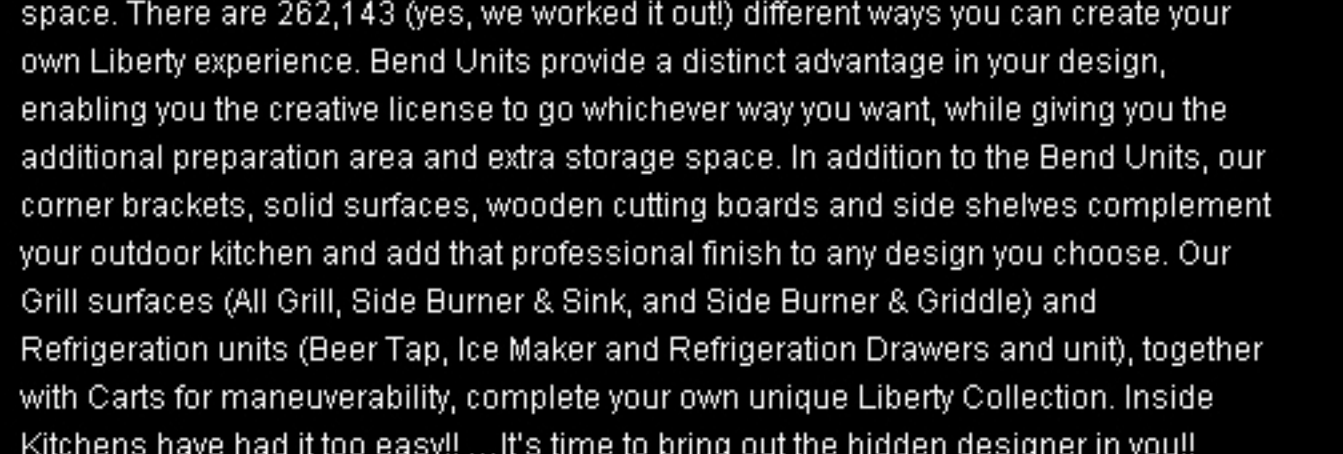 space. There are 262,143 (yes, we worked it out!) different ways you can create your
own Liberty experience. Bend Units provide a distinct advantage in your design,
enabling you the creative license to go whichever way you want, while giving you the
additional preparation area and extra storage space. In addition to the Bend Units, our
corner brackets, solid surfaces, wooden cutting boards and side shelves complement
your outdoor kitchen and add that professional finish to any design you choose. Our
Grill surfaces (All Grill, Side Burner & Sink, and Side Burner & Griddle) and
Refrigeration units (Beer Tap, Ice Maker and Refrigeration Drawers and unit), together
with Carts for maneuverability, complete your own unique Liberty Collection. Inside
Kitchens have had it too easy!! ...It's time to bring out the hidden designer in you!!